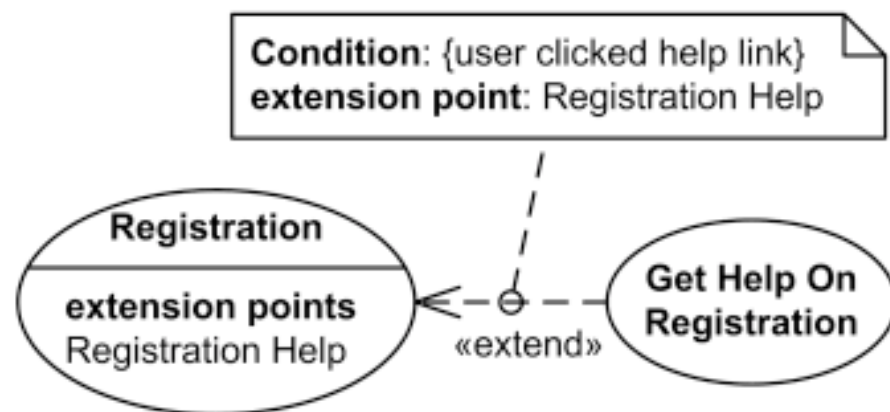 Condition: {user clicked help link}
extension point: Registration Help
Registration
extension points
Registration Help
«extend»
Get Help On
Registration